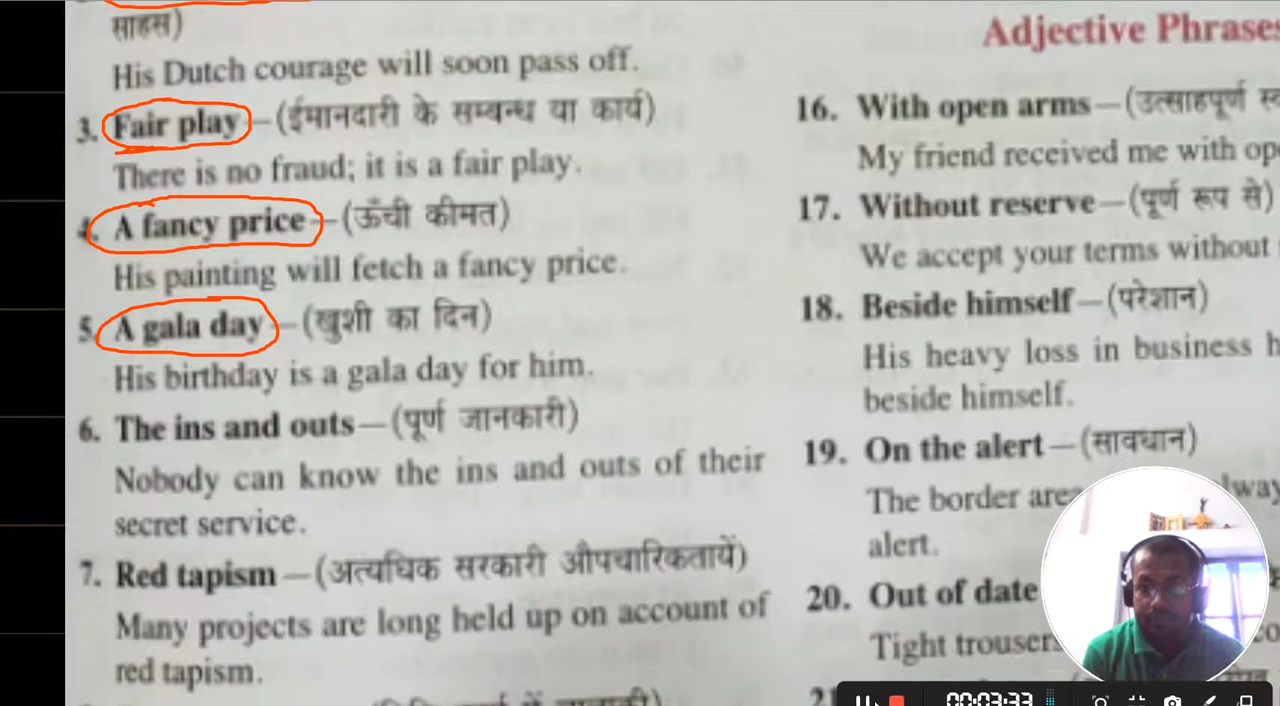 साहस)
His Dutch courage will soon pass off.
3. Fair play—(ईमानदारी के सम्बन्ध या कार्य)
There is no fraud; it is a fair play.
4. A fancy price—(ऊँची कीमत)
His painting will fetch a fancy price.
5. A gala day—(खुशी का दिन)
His birthday is a gala day for him.
6. The ins and outs—(पूर्ण जानकारी)
Nobody can know the ins and outs of their
secret service.
7. Red tapism—(अत्यधिक सरकारी औपचारिकतायें)
Many projects are long held up on account of
red tapism.
Adjective Phrases
16. With open arms—(उत्साहपूर्ण
My friend received me with
17. Without reserve—(पूर्ण रूप से)
We accept your terms without
18. Beside himself—(परेशान)
His heavy loss in business
beside himself.
19. On the alert—(सावधान)
The border
alert.
20. Out of date
Tight
21
00:03:33